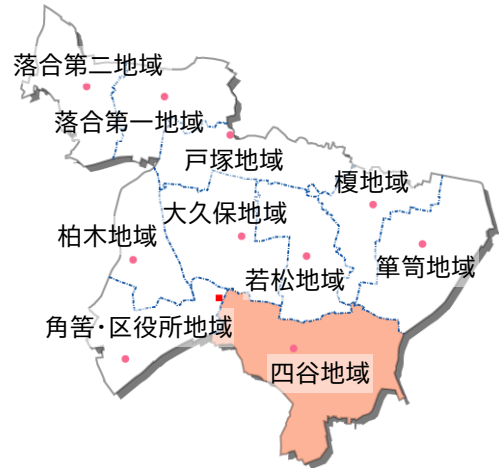 落合第二地域
落合第一地域
戸塚地域
榎地域
大久保地域
柏木地域
若松地域
箪笥地域
角筈・区役所地域
四谷地域